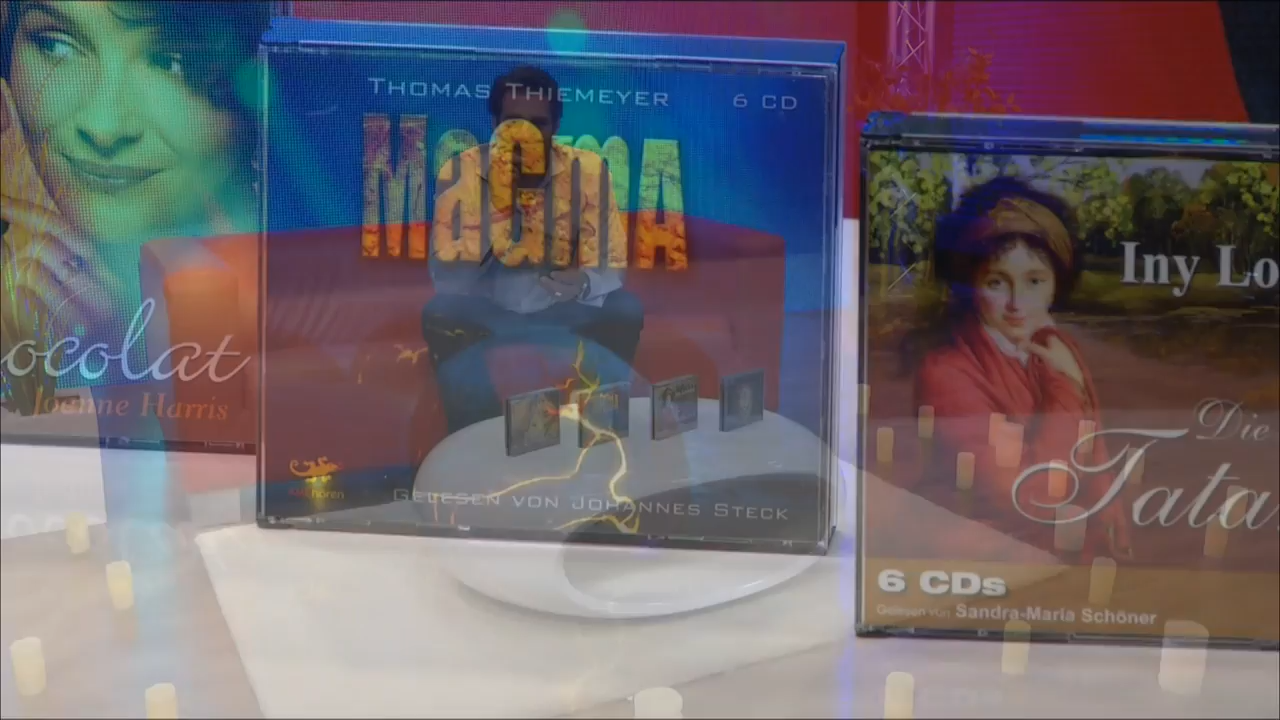 ocolat
Joanne Harris
THOMAS THIEMEYER
6 CD
MaGmA
hören
GELESEN VON JOHANNES STECK
Iny Lo
Die
Tata
6 CDs
Gelesen von Sandra-Maria Schöner